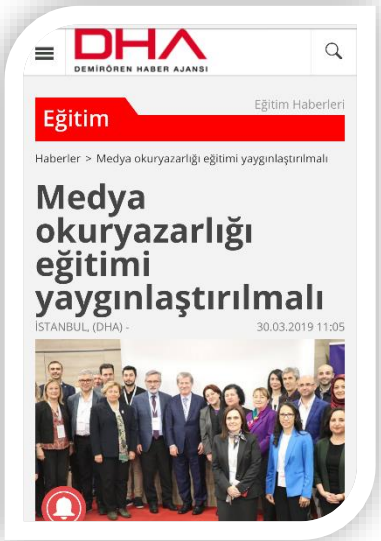 DHA
DEMİRÖREN HABER AJANSI
Eğitim Haberleri
Eğitim
Haberler > Medya okuryazarlığı eğitimi yaygınlaştırılmalı
Medya
okuryazarlığı
eğitimi
yaygınlaştırılmalı
İSTANBUL, (DHA) - 30.03.2019 11:05